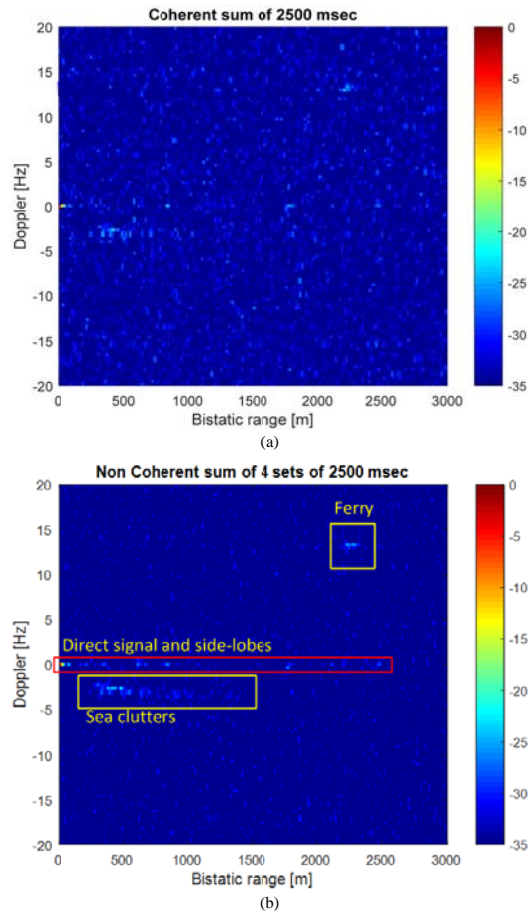 Coherent sum of 2500 msec
20
15
10
5
0
-5
-10
-15
-20
Doppler [Hz]
0 500 1000 1500 2000 2500 3000
Bistatic range [m]
0
-5
-10
-15
-20
-25
-30
-35
(a)
Non Coherent sum of 4 sets of 2500 msec
20
15
10
5
0
-5
-10
-15
-20
Doppler [Hz]
Ferry
Direct signal and side-lobes
Sea clutters
0 500 1000 1500 2000 2500 3000
Bistatic range [m]
0
-5
-10
-15
-20
-25
-30
-35
(b)